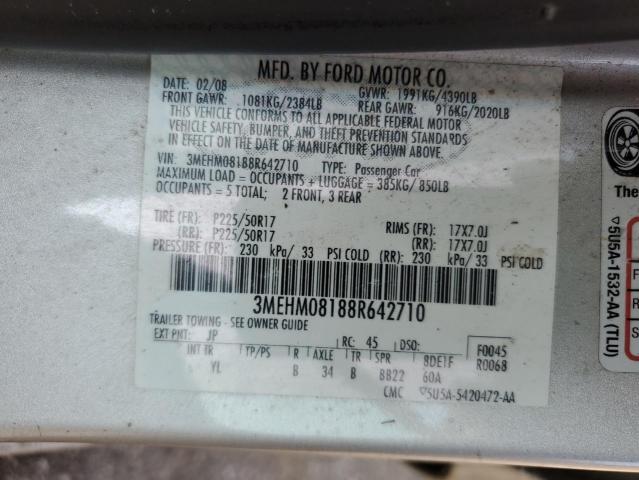 MFD. BY FORD MOTOR CO.
DATE: 02/08 GVWR: 1991KG/4390LB
FRONT GAWR: 1081KG/2384LB REAR GAWR: 916KG/2020LB
THIS VEHICLE CONFORMS TO ALL APPLICABLE FEDERAL MOTOR
VEHICLE SAFETY, BUMPER, AND THEFT PREVENTION STANDARDS
IN EFFECT ON THE DATE OF MANUFACTURE SHOWN ABOVE.
VIN: 3MEHM08188R642710 TYPE: Passenger Car
MAXIMUM LOAD = OCCUPANTS + LUGGAGE = 385KG/850LB
OCCUPANTS = 5 TOTAL; 2 FRONT, 3 REAR
TIRE (FR): P225/50R17 RIMS (FR): 17X7.0J
(RR): P225/50R17 (RR): 17X7.0J
PRESSURE (FR): 230 kPa/ 33 PSI COLD (RR): 230 kPa/ 33 PSI COLD
3MEHM08188R642710
TRAILER TOWING - SEE OWNER GUIDE
EXT PNT: JP RC: 45 DSO: F0045
INT TR TP/PS R AXLE TR SPR 8DE1F R0068
YL B 34 B BB22 60A
CMC ▽5U5A-5420472-AA
The
▽5U5A-1532-AA (TLU)
F
R
S